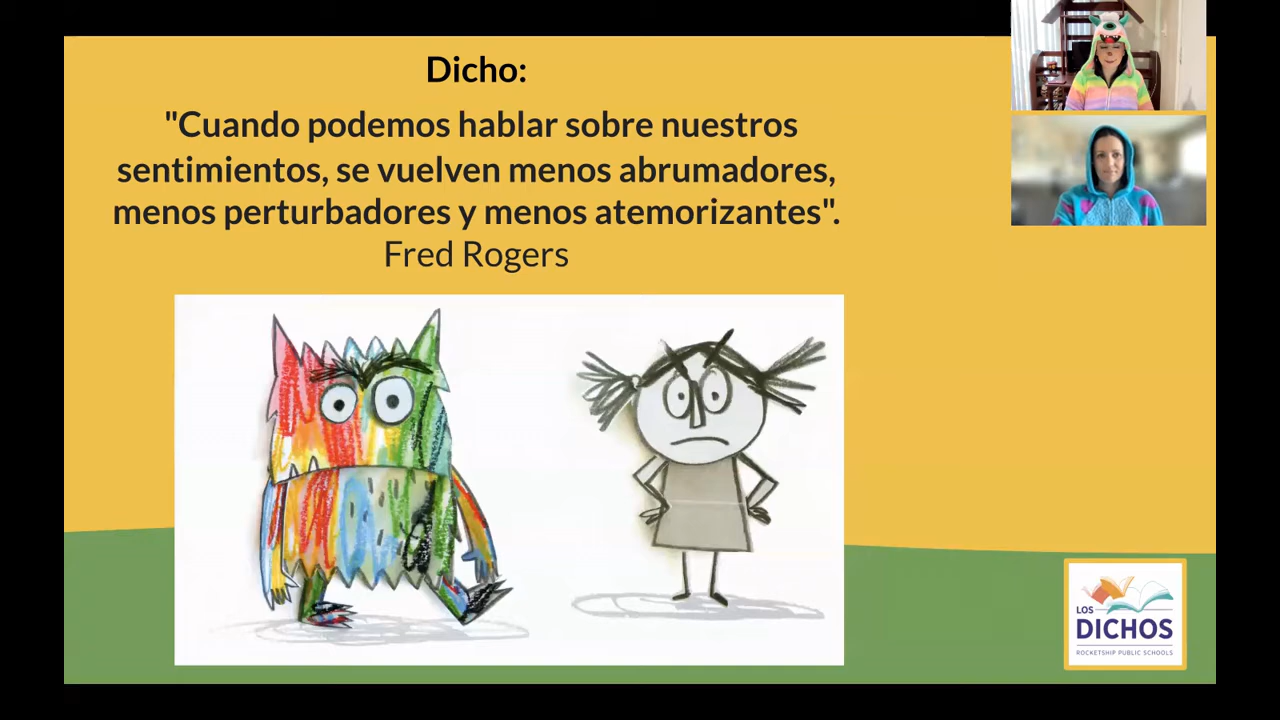 Dicho:
"Cuando podemos hablar sobre nuestros
sentimientos, se vuelven menos abrumadores,
menos perturbadores y menos atemorizantes".
Fred Rogers
LOS
DICHOS
ROCKETSHIP PUBLIC SCHOOLS